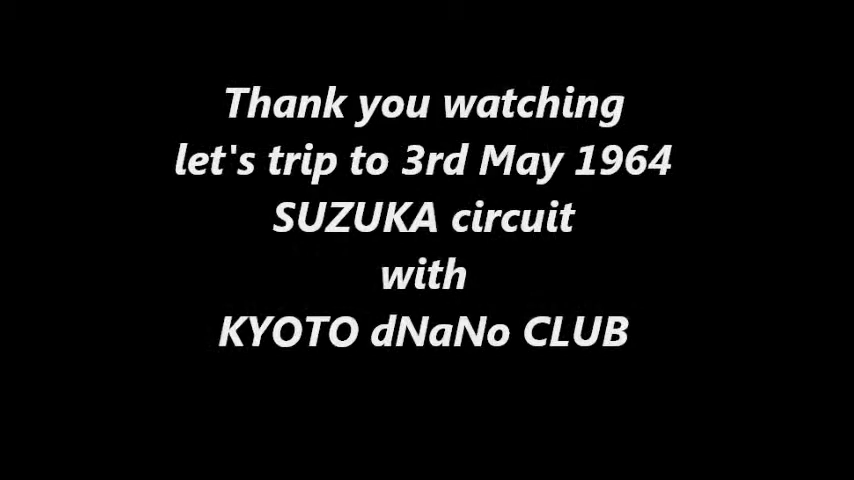 Thank you watching
let's trip to 3rd May 1964
SUZUKA circuit
with
KYOTO dNaNo CLUB